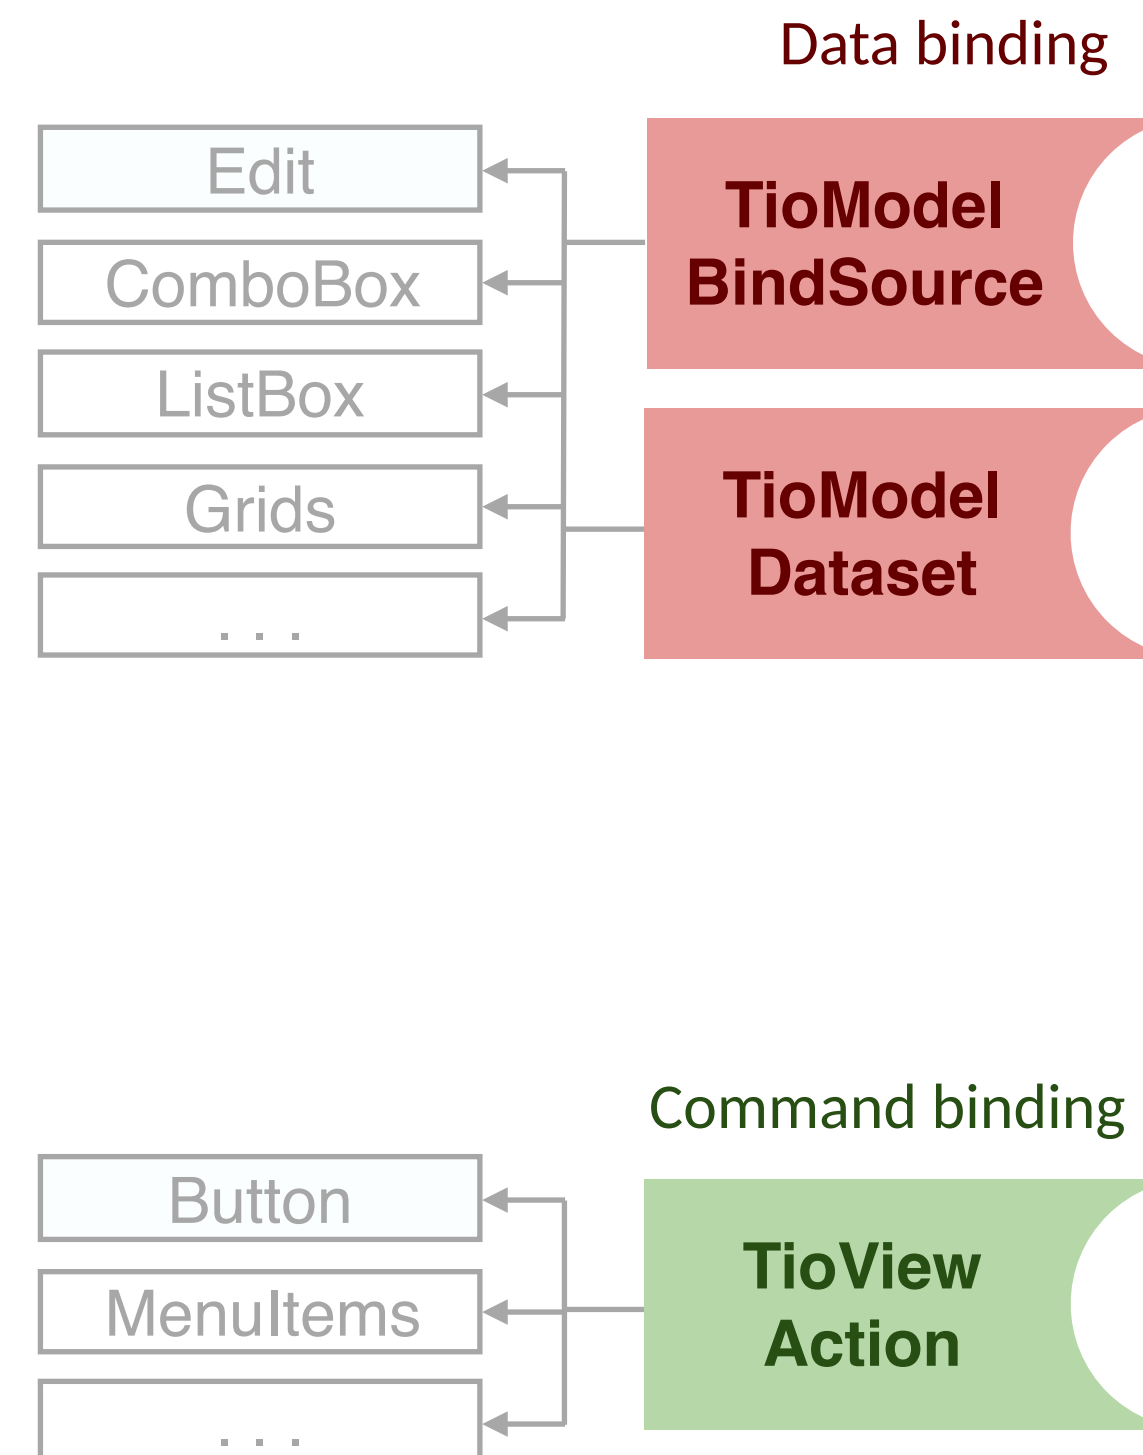 Data binding
Edit
ComboBox
ListBox
Grids
. . .
TioModel
BindSource
TioModel
Dataset
Command binding
Button
MenuItems
. . .
TioView
Action